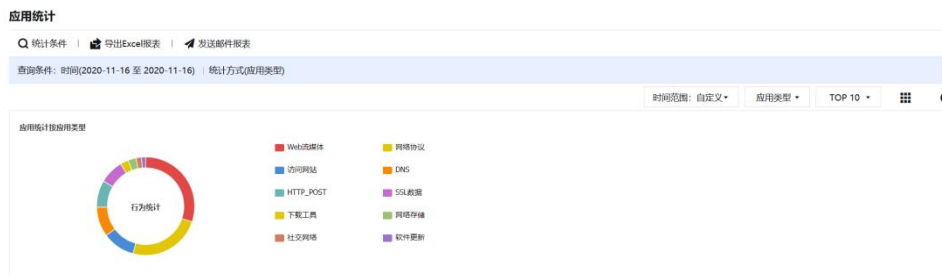 应用统计
统计条件 | 导出Excel报表 | 发送邮件报表
查询条件：时间(2020-11-16 至 2020-11-16) | 统计方式(应用类型)
时间范围：自定义 应用类型 TOP 10
应用统计按应用类型
Web流媒体 网络协议
访问网站 DNS
行为统计
HTTP_POST SSL数据
下载工具 网络存储
社交网络 软件更新